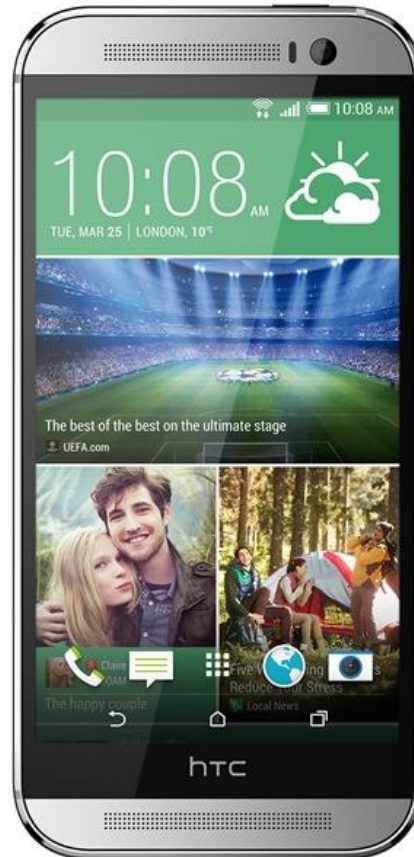 10:08 AM
10:08 AM
TUE, MAR 25 | LONDON, 10°
The best of the best on the ultimate stage
UEFA.com
Claire
The happy couple
Five
Reduce Your Stress
Local News
hTC